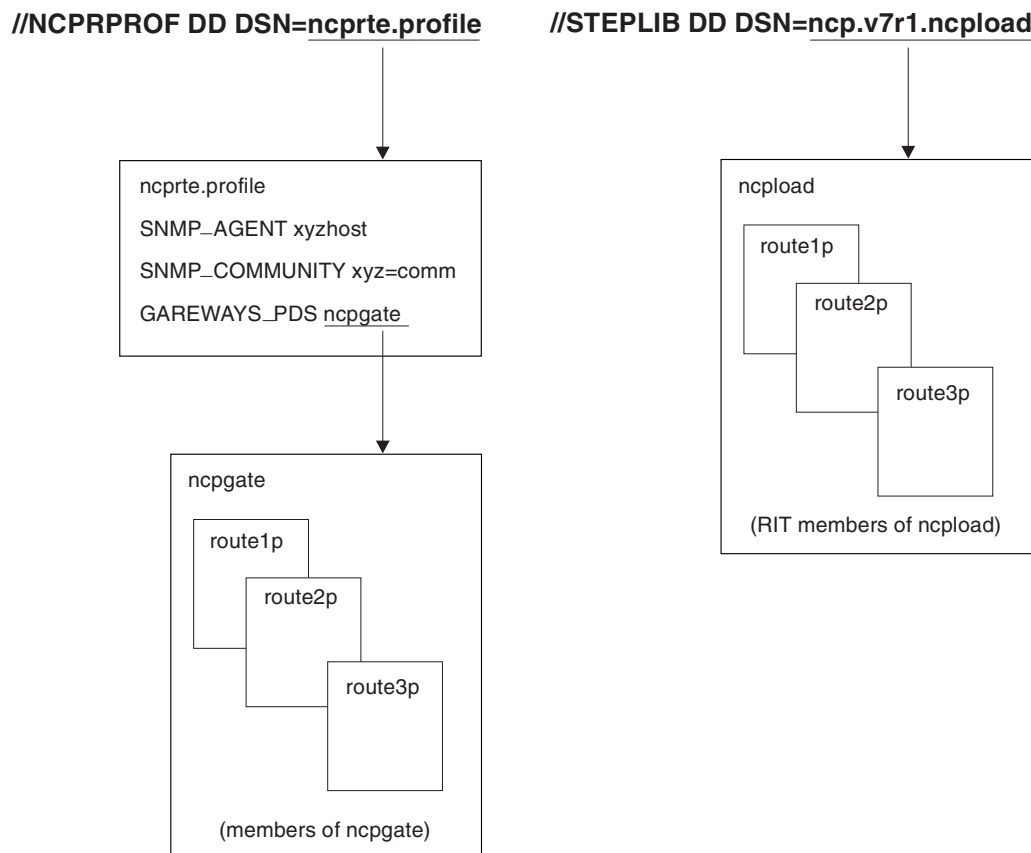 //NCPRPROF DD DSN=ncprte.profile
//STEPLIB DD DSN=ncp.v7r1.ncpload
ncprte.profile
SNMP_AGENT xyzhost
SNMP_COMMUNITY xyz=comm
GAREWAYS_PDS ncpgate
ncpload
route1p
route2p
route3p
(RIT members of ncpload)
ncpgate
route1p
route2p
route3p
(members of ncpgate)